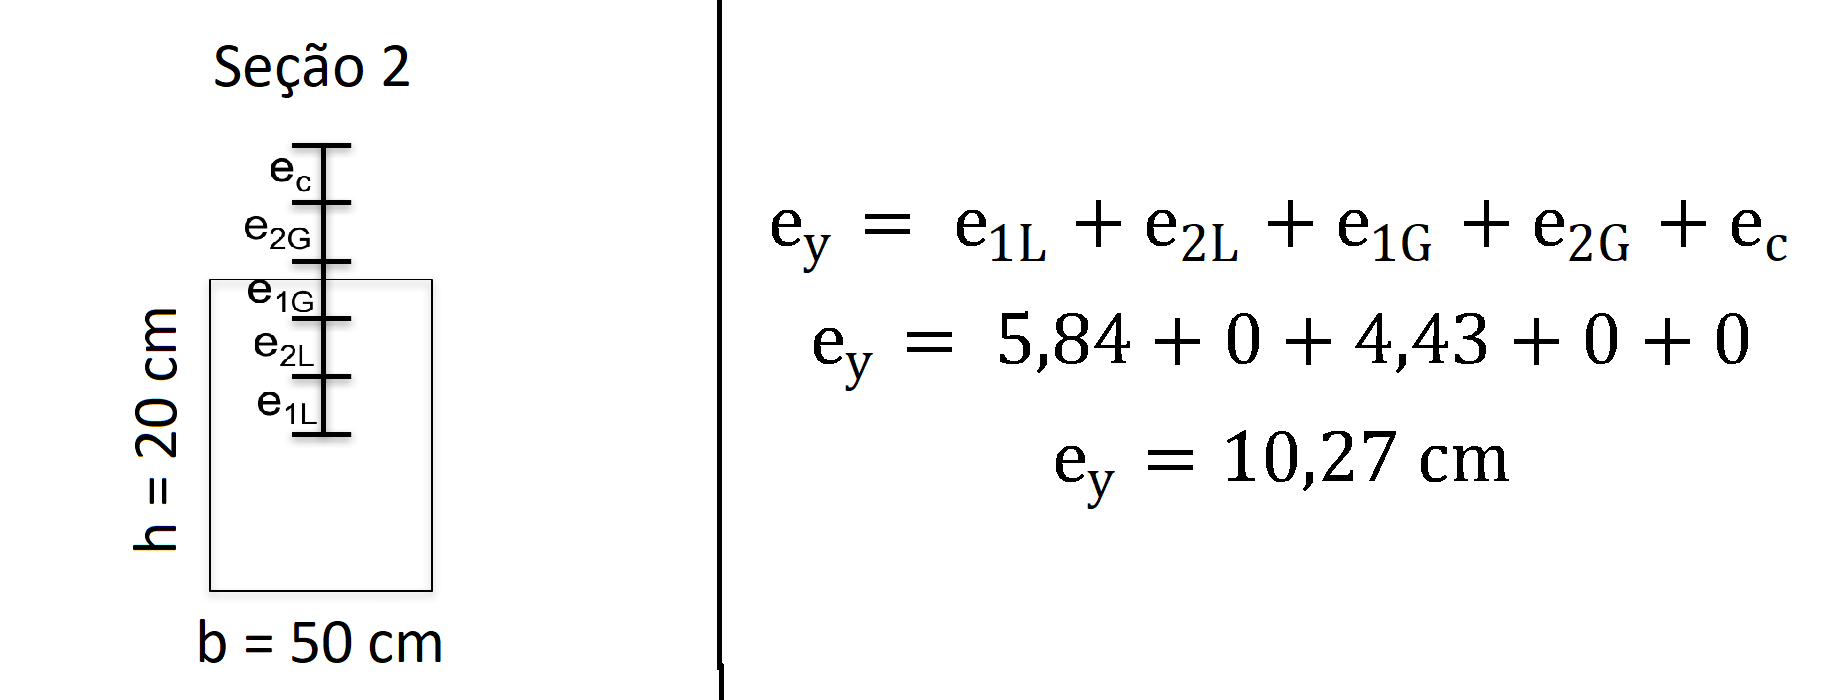 Seção 2
e_c
e_2G
e_1G
e_2L
e_1L
h = 20 cm
b = 50 cm
e_y = e_1L + e_2L + e_1G + e_2G + e_c
e_y = 5,84 + 0 + 4,43 + 0 + 0
e_y = 10,27 cm